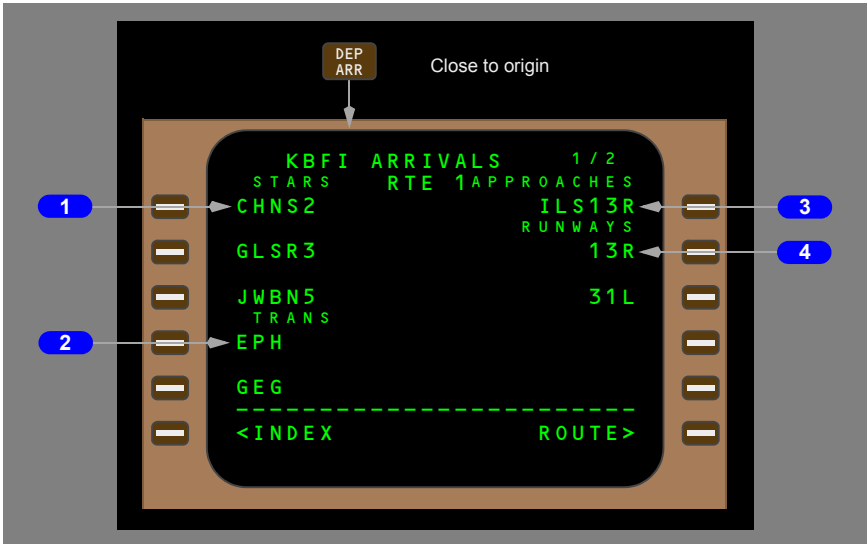 DEP
ARR
Close to origin
KBFI ARRIVALS 1/2
STARS RTE 1 APPROACHES
1 CHNS2 ILS13R 3
RUNWAYS
GLSR3 13R 4
JWBN5 31L
TRANS
2 EPH
GEG
------------------------
<INDEX ROUTE>